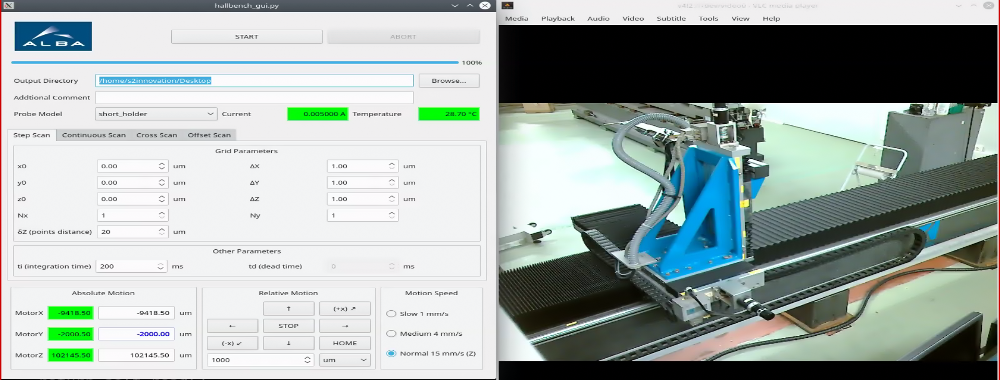 hallbench_gui.py
ALBA
START
ABORT
100%
Output Directory
/home/s2innovation/Desktop
Browse...
Addtional Comment
Probe Model
short_holder
Current
0.005000 A
Temperature
28.70 °C
Step Scan
Continuous Scan
Cross Scan
Offset Scan
Grid Parameters
x0 0.00 um ΔX 1.00 um
y0 0.00 um ΔY 1.00 um
z0 0.00 um ΔZ 1.00 um
Nx 1 Ny 1
δZ (points distance) 20 um
Other Parameters
ti (integration time) 200 ms td (dead time) 0 ms
Absolute Motion
MotorX -9418.50 -9418.50 um
MotorY -2000.50 -2000.00 um
MotorZ 102145.50 102145.50 um
Relative Motion
↑ (+x) ↗
← STOP →
(-x) ↙ ↓ HOME
1000 um
Motion Speed
Slow 1 mm/s
Medium 4 mm/s
Normal 15 mm/s (Z)
VLC media player
Media Playback Audio Video Subtitle Tools View Help